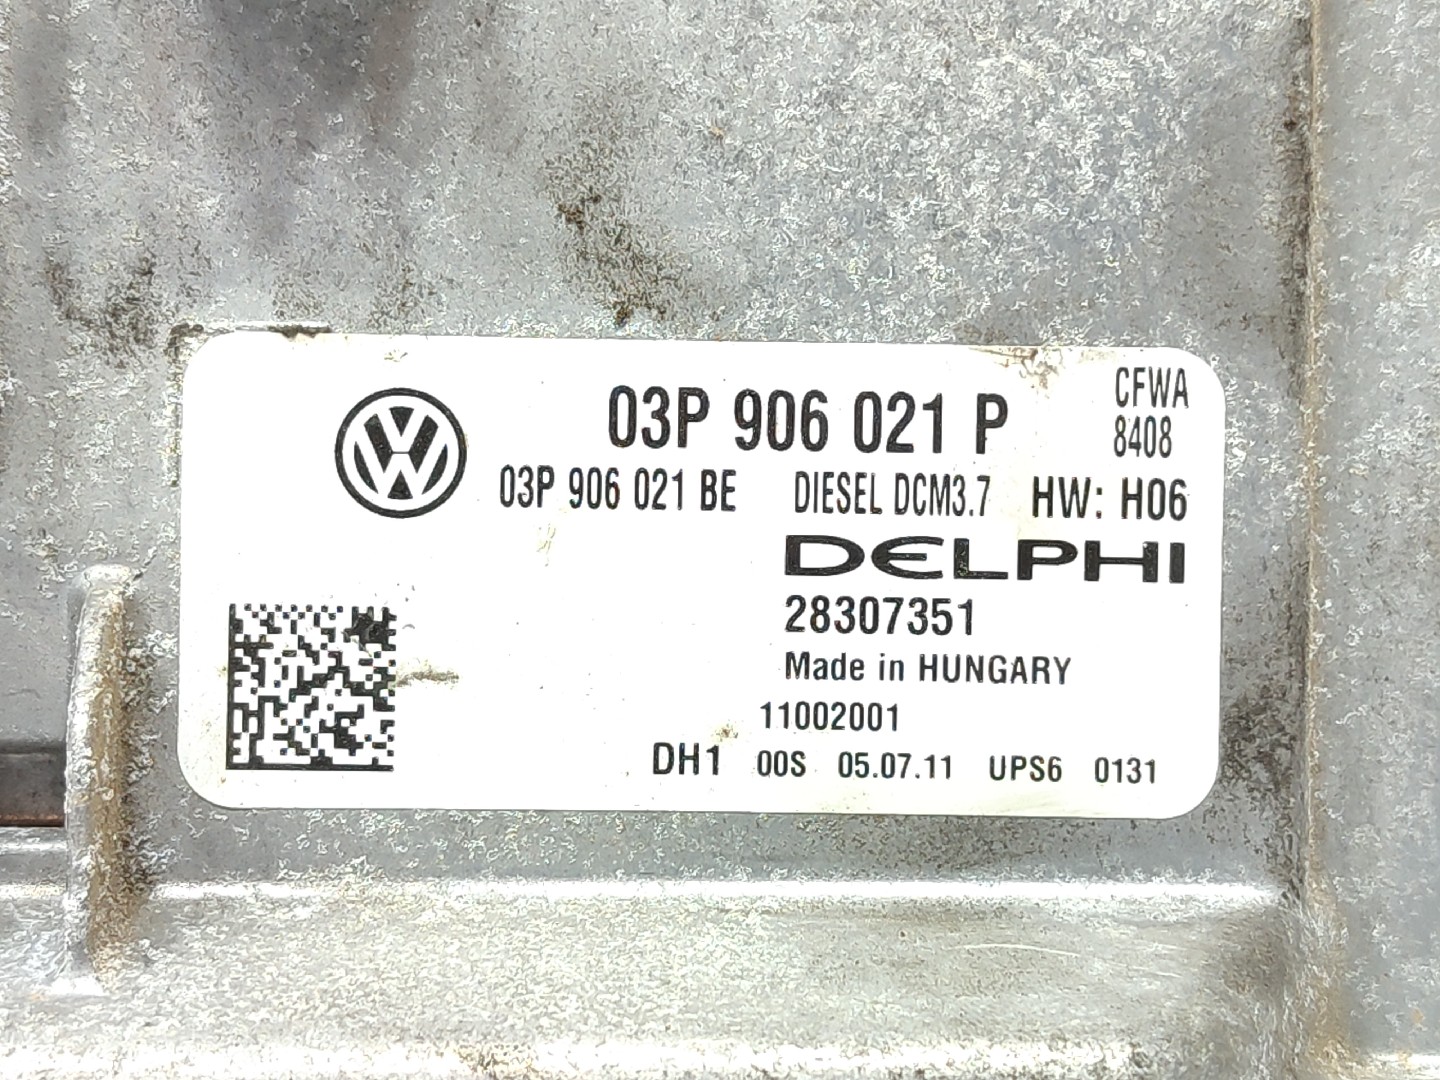 03P 906 021 P
CFWA
8408
03P 906 021 BE DIESEL DCM3.7 HW: H06
DELPHI
28307351
Made in HUNGARY
11002001
DH1 00S 05.07.11 UPS6 0131